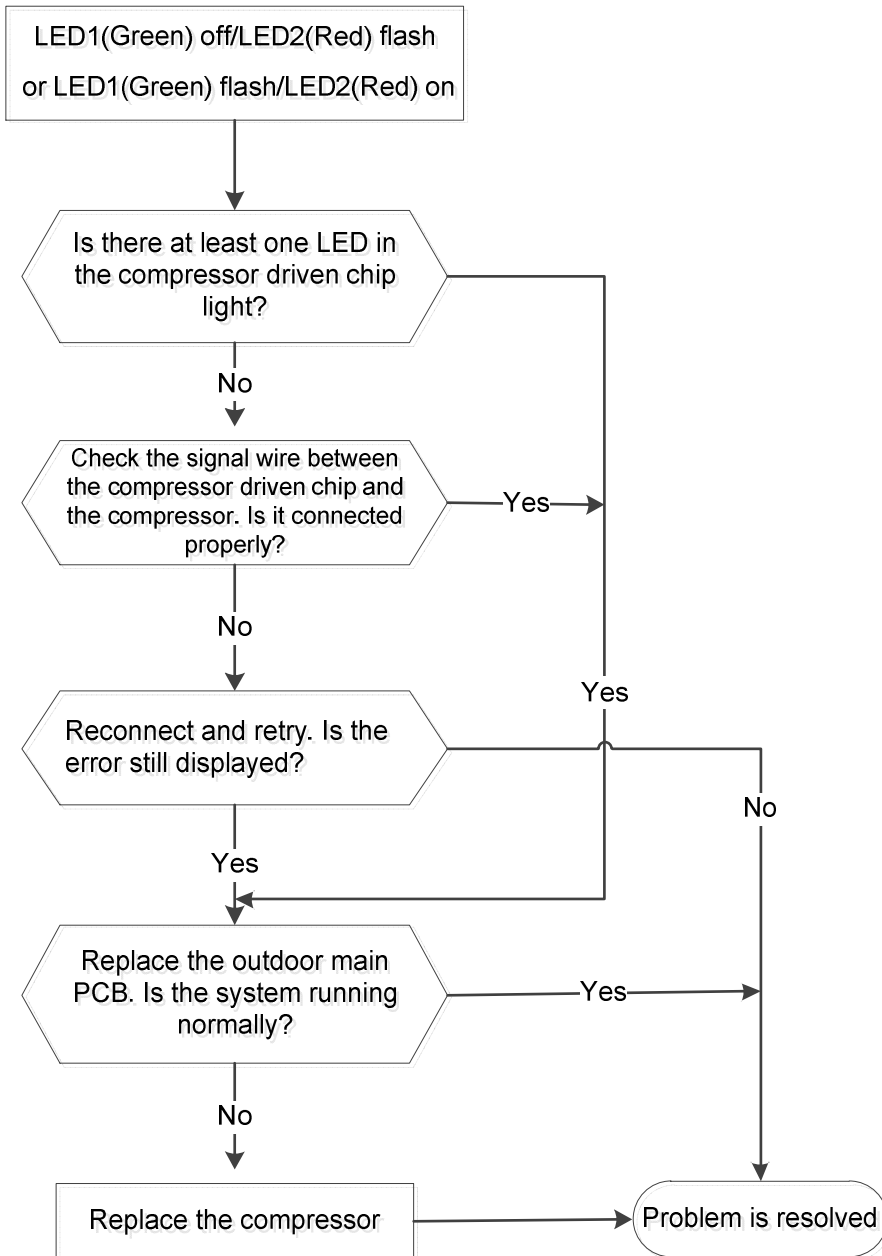 LED1(Green) off/LED2(Red) flash
or LED1(Green) flash/LED2(Red) on
Is there at least one LED in
the compressor driven chip
light?
No
Check the signal wire between
the compressor driven chip and
the compressor. Is it connected
properly?
Yes
No
Yes
Reconnect and retry. Is the
error still displayed?
No
Yes
Replace the outdoor main
PCB. Is the system running
normally?
Yes
No
Replace the compressor
Problem is resolved